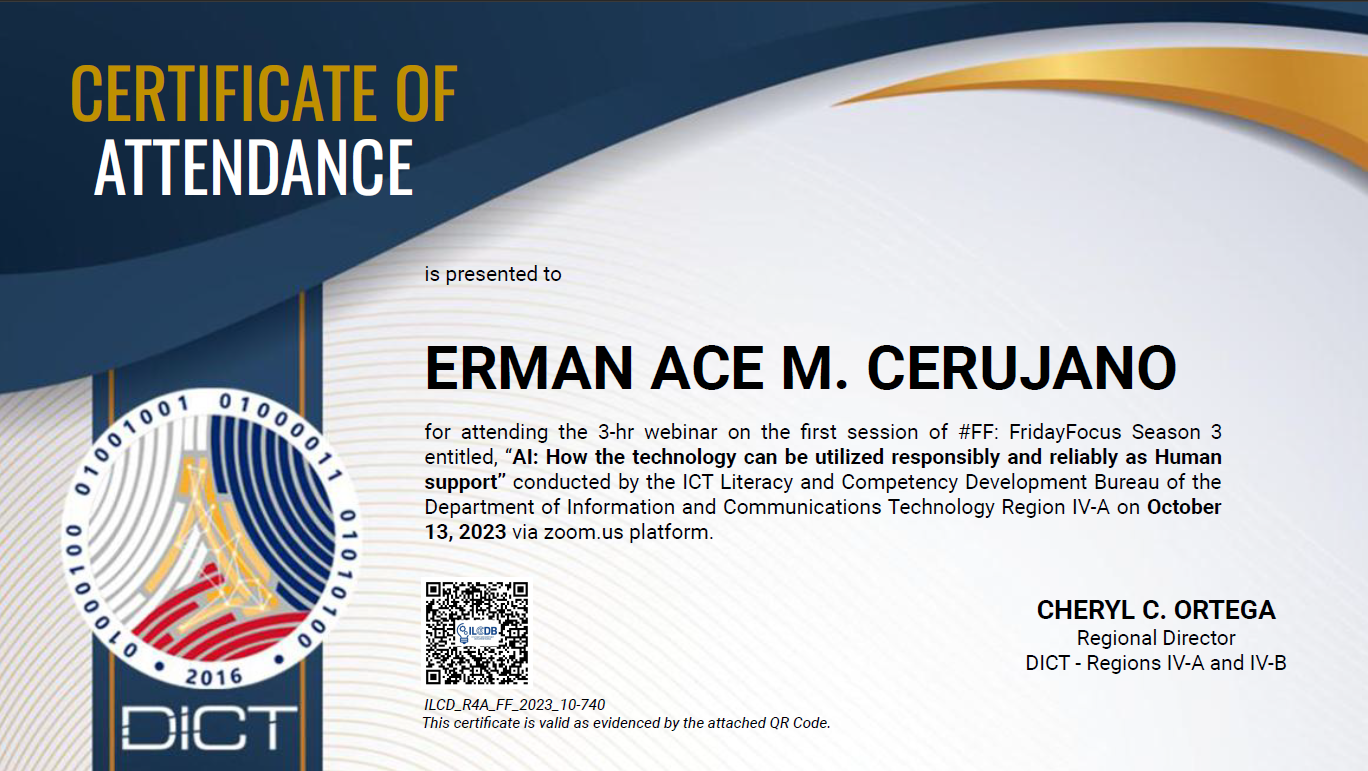 CERTIFICATE OF
ATTENDANCE
is presented to
ERMAN ACE M. CERUJANO
for attending the 3-hr webinar on the first session of #FF: FridayFocus Season 3
entitled, “AI: How the technology can be utilized responsibly and reliably as Human
support” conducted by the ICT Literacy and Competency Development Bureau of the
Department of Information and Communications Technology Region IV-A on October
13, 2023 via zoom.us platform.
01000100 01001001 01000011 01010100
2016
DICT
ILCDB
ILCD_R4A_FF_2023_10-740
This certificate is valid as evidenced by the attached QR Code.
CHERYL C. ORTEGA
Regional Director
DICT - Regions IV-A and IV-B